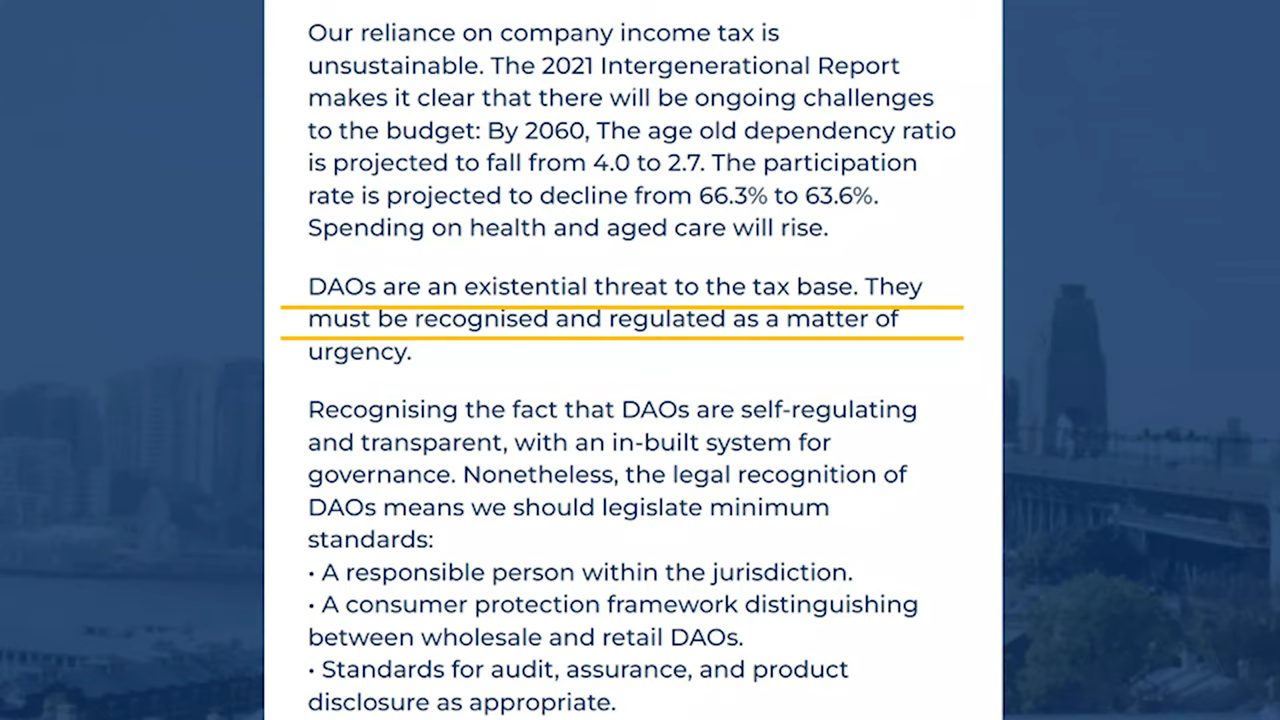 Our reliance on company income tax is
unsustainable. The 2021 Intergenerational Report
makes it clear that there will be ongoing challenges
to the budget: By 2060, The age old dependency ratio
is projected to fall from 4.0 to 2.7. The participation
rate is projected to decline from 66.3% to 63.6%.
Spending on health and aged care will rise.
DAOs are an existential threat to the tax base. They
must be recognised and regulated as a matter of
urgency.
Recognising the fact that DAOs are self-regulating
and transparent, with an in-built system for
governance. Nonetheless, the legal recognition of
DAOs means we should legislate minimum
standards:
• A responsible person within the jurisdiction.
• A consumer protection framework distinguishing
between wholesale and retail DAOs.
• Standards for audit, assurance, and product
disclosure as appropriate.